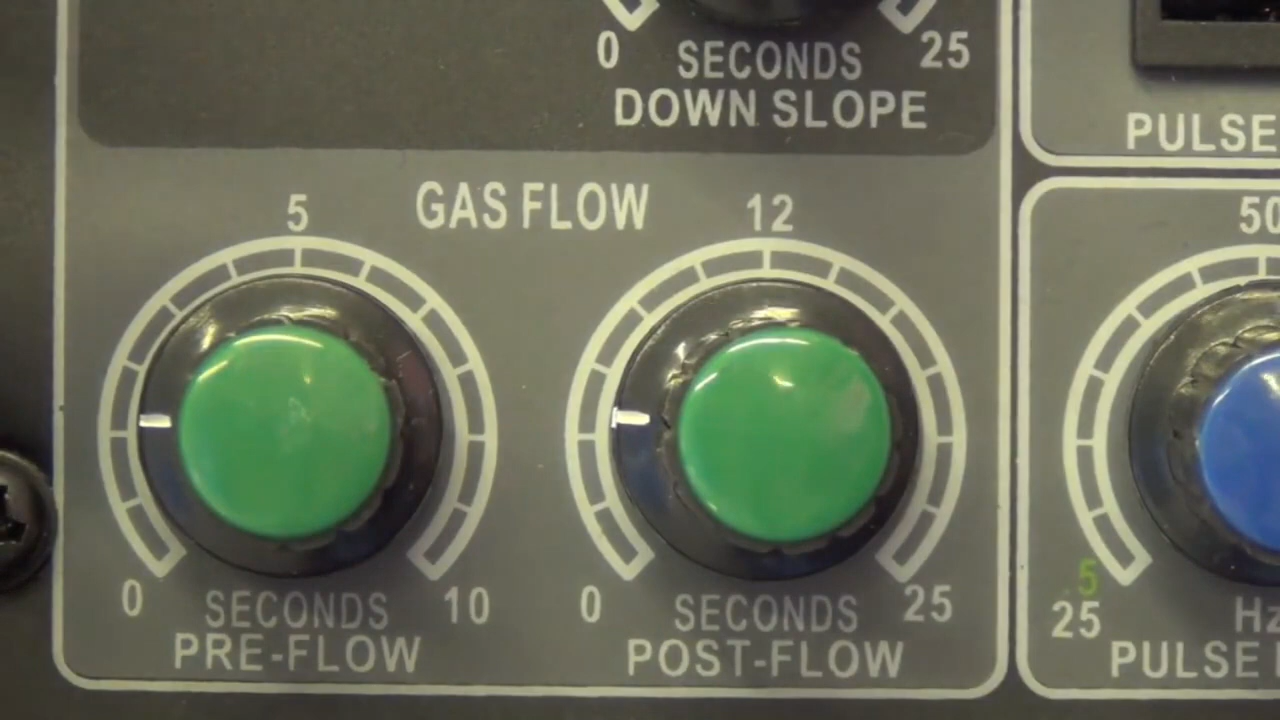 0 SECONDS 25
DOWN SLOPE
PULSE
GAS FLOW
5
12
50
0 SECONDS 10
PRE-FLOW
0 SECONDS 25
POST-FLOW
.5
25
Hz
PULSE